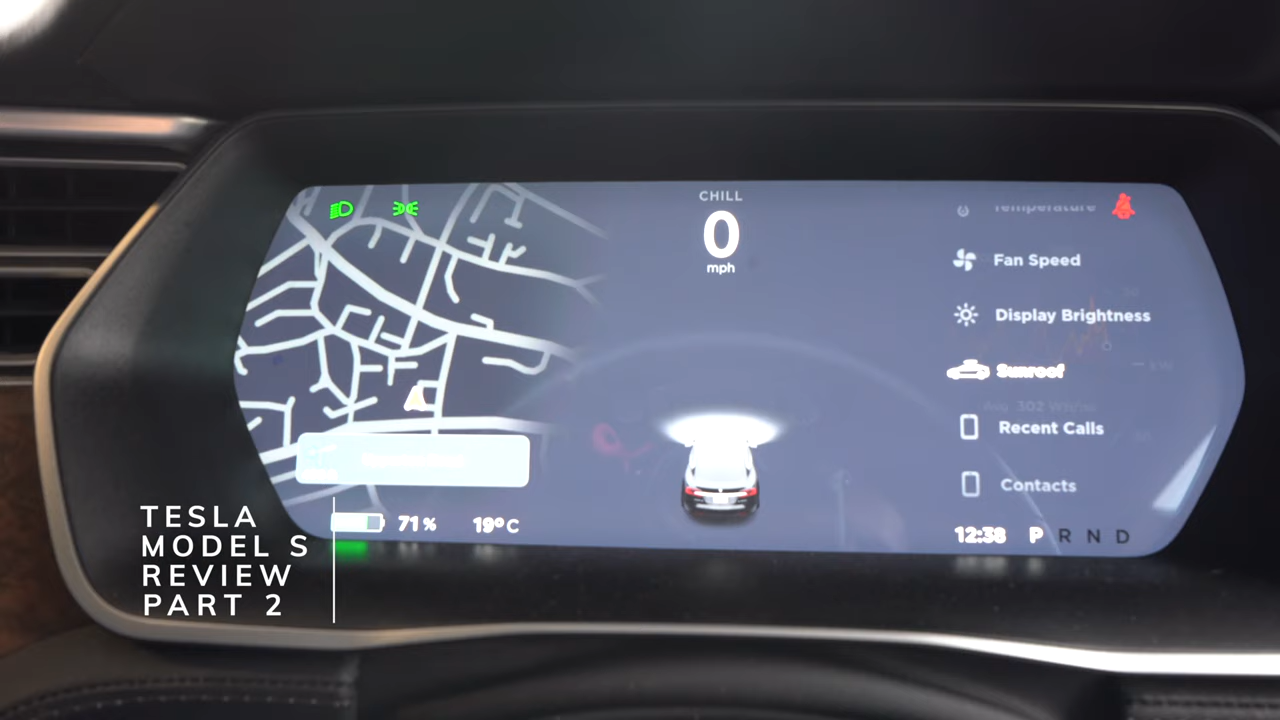 CHILL
0
mph
Temperature
Fan Speed
Display Brightness
Sunroof
Recent Calls
Contacts
71 %
19°C
12:38
P R N D
TESLA
MODEL S
REVIEW
PART 2